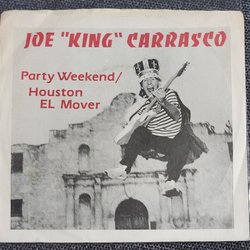 JOE "KING" CARRASCO
Party Weekend/
Houston
EL Mover